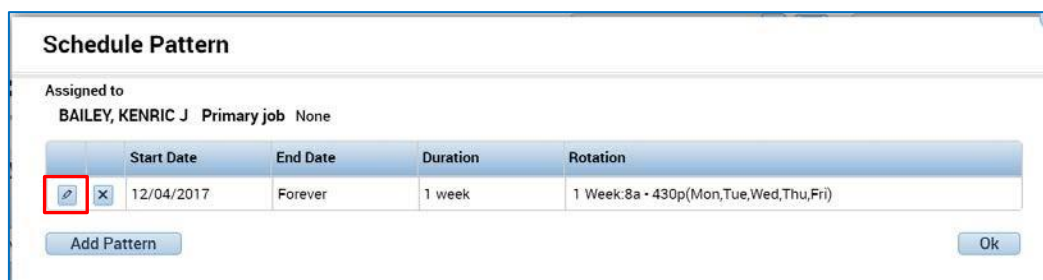 Schedule Pattern
Assigned to
BAILEY, KENRIC J Primary job None
Start Date End Date Duration Rotation
12/04/2017 Forever 1 week 1 Week:8a - 430p(Mon,Tue,Wed,Thu,Fri)
Add Pattern Ok